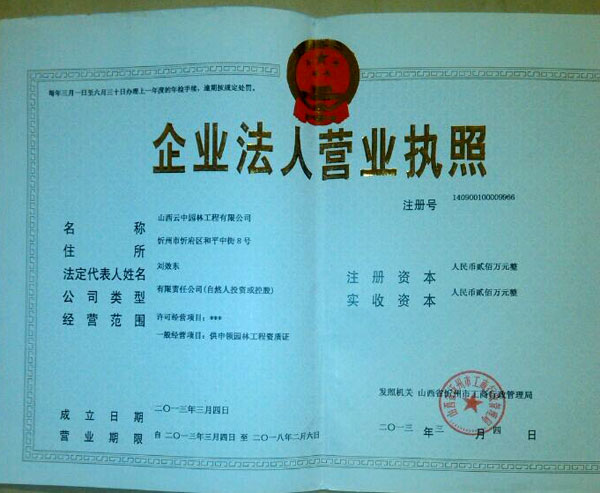 每年三月一日至六月三十日办理上一年度的年检手续，逾期按规定处罚。
企业法人营业执照
注册号 140900100009966
名称 山西云中园林工程有限公司
住所 忻州市忻府区和平中街8号
法定代表人姓名 刘效东
注册资本 人民币贰佰万元整
公司类型 有限责任公司(自然人投资或控股)
实收资本 人民币贰佰万元整
经营范围 许可经营项目：***
一般经营项目：供申领园林工程资质证
发照机关 山西省忻州市工商行政管理局
成立日期 二〇一三年三月四日
二〇一三 年 三 月 四 日
营业期限 自 二〇一三年三月四日 至 二〇一八年二月六日